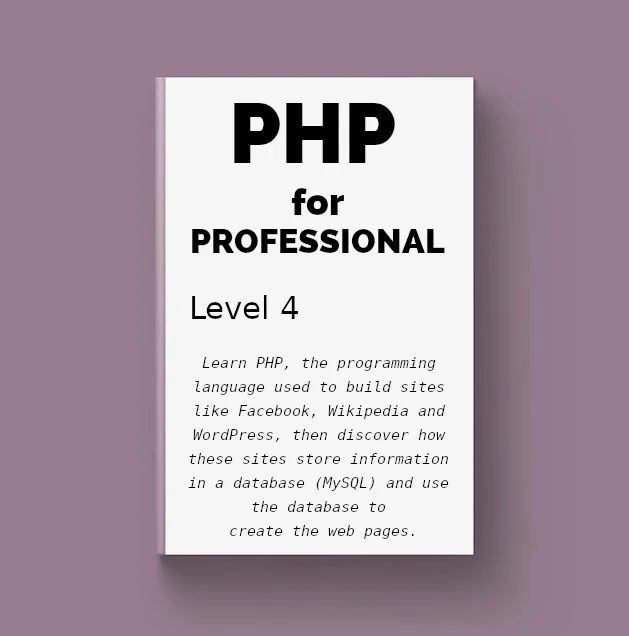 PHP
for
PROFESSIONAL
Level 4
Learn PHP, the programming
language used to build sites
like Facebook, Wikipedia and
WordPress, then discover how
these sites store information
in a database (MySQL) and use
the database to
create the web pages.